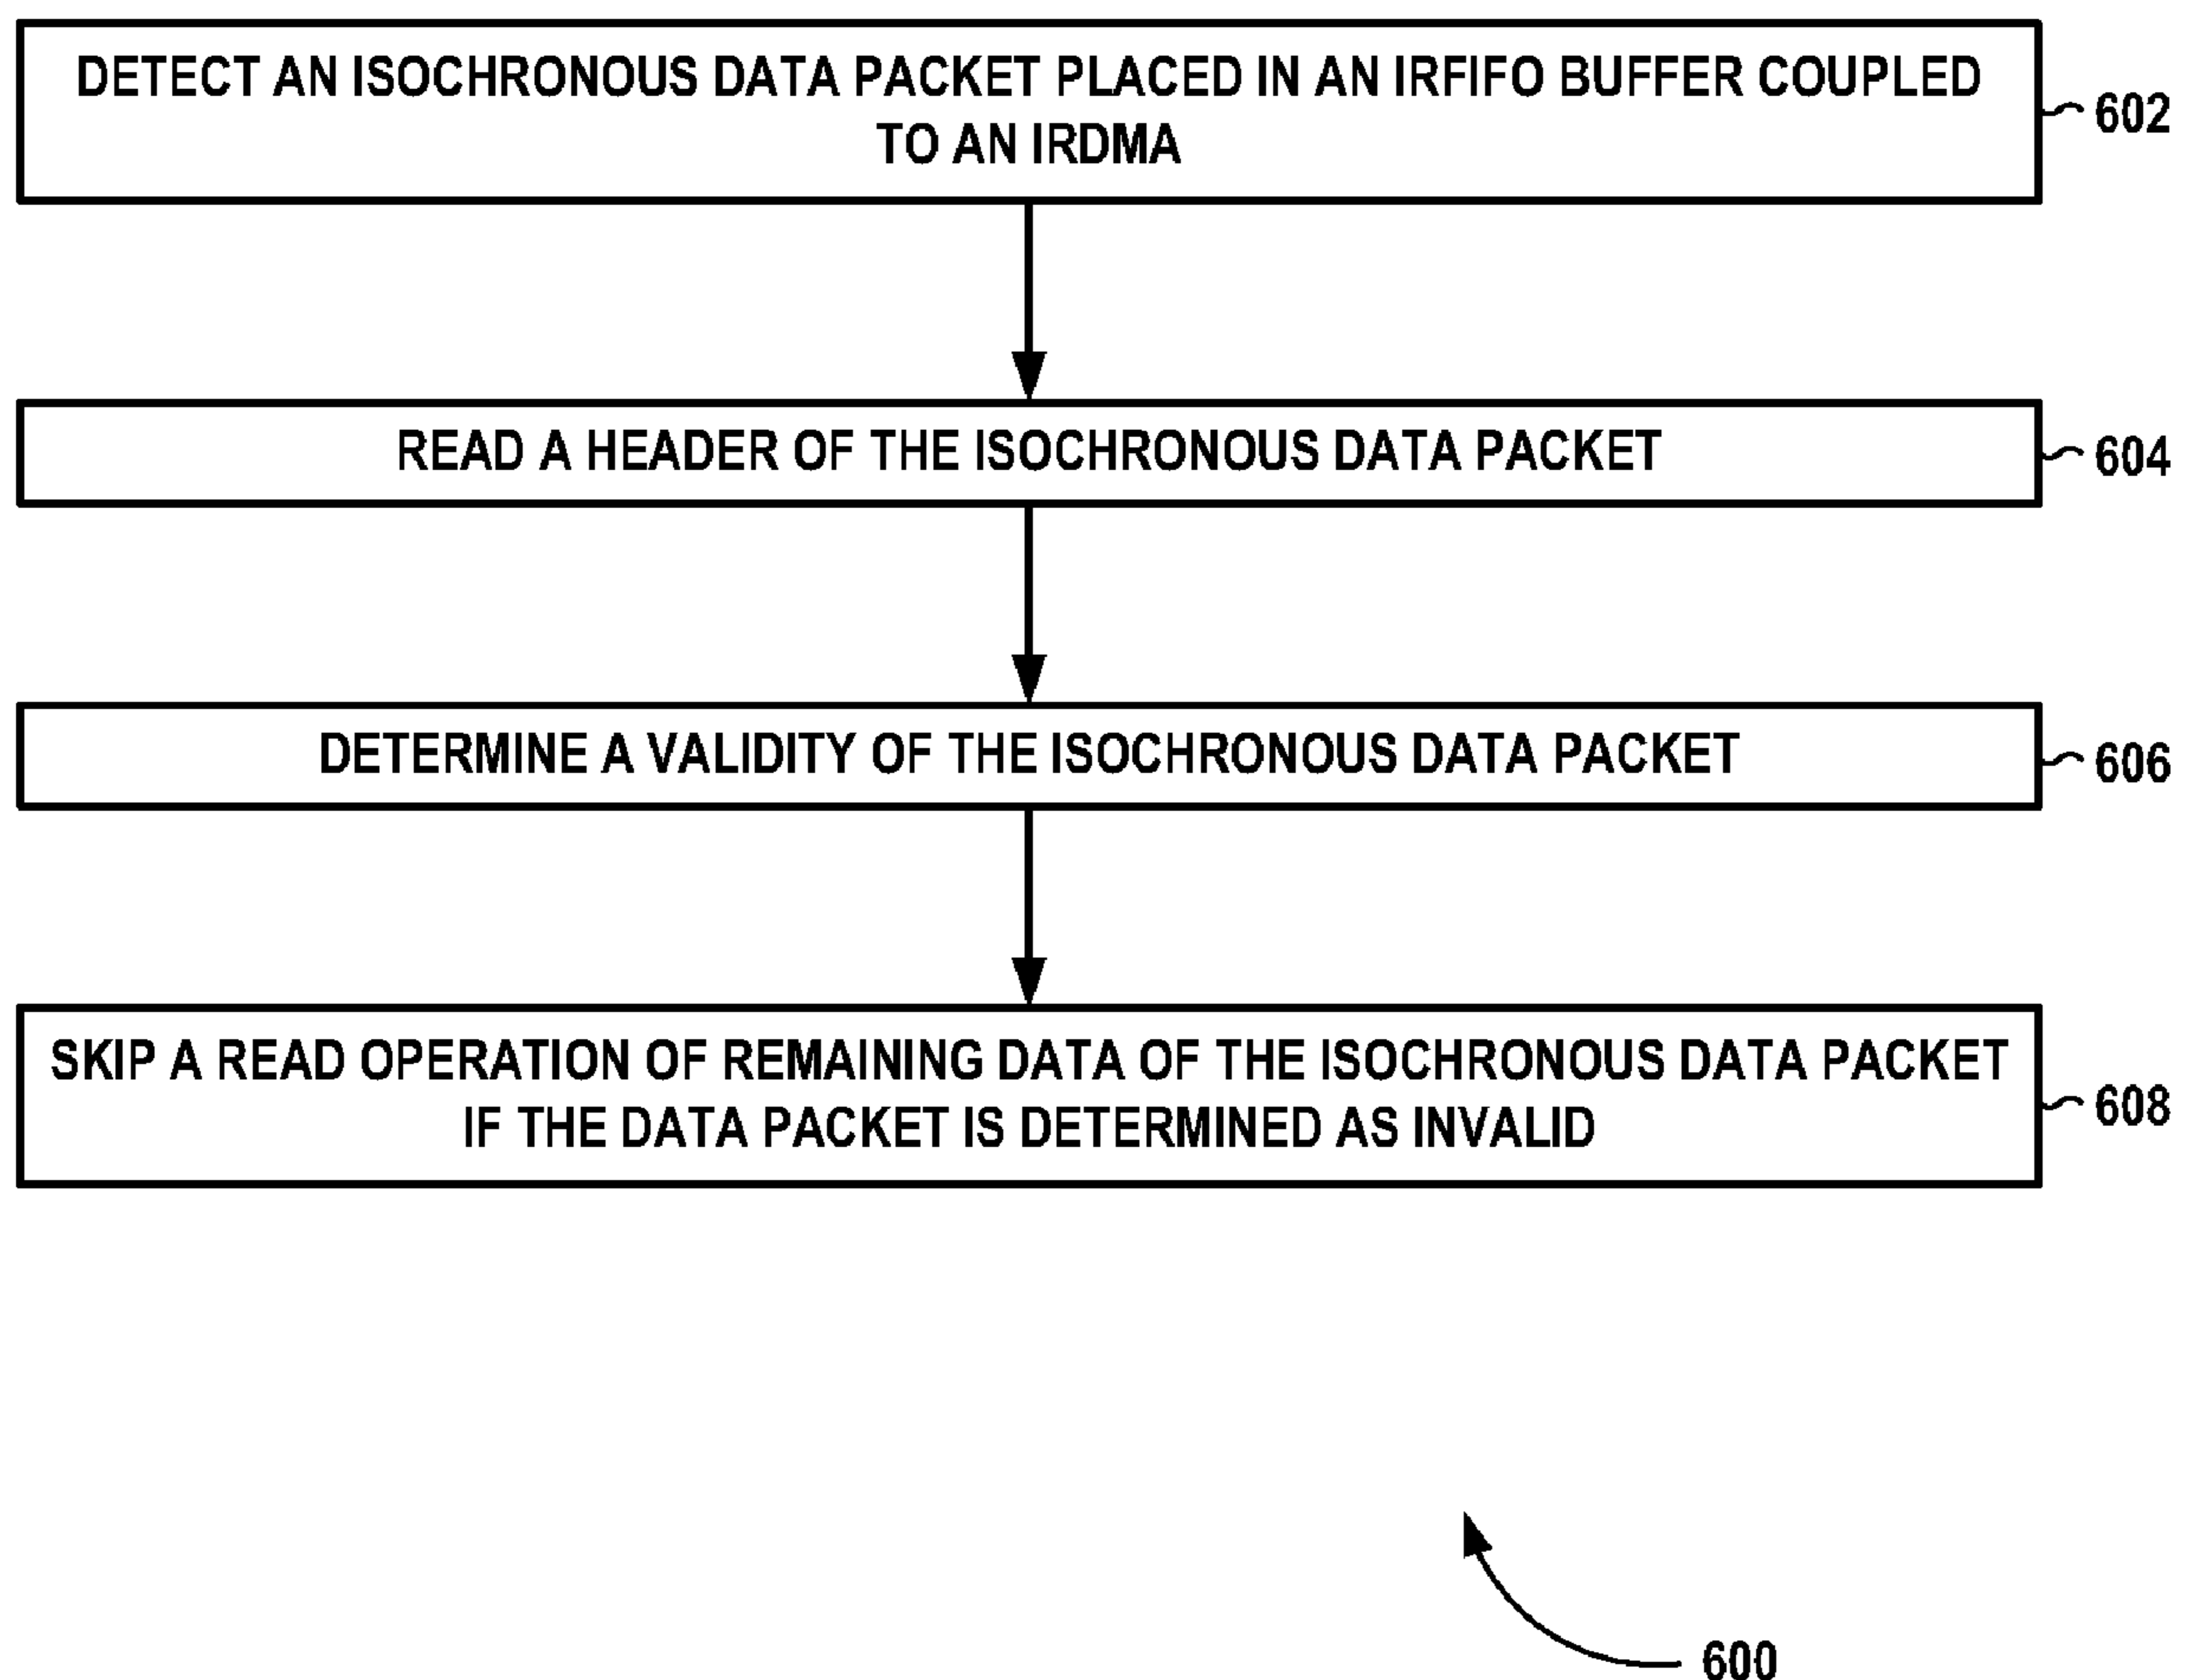 DETECT AN ISOCHRONOUS DATA PACKET PLACED IN AN IRFIFO BUFFER COUPLED
TO AN IRDMA
602
READ A HEADER OF THE ISOCHRONOUS DATA PACKET
604
DETERMINE A VALIDITY OF THE ISOCHRONOUS DATA PACKET
606
SKIP A READ OPERATION OF REMAINING DATA OF THE ISOCHRONOUS DATA PACKET
IF THE DATA PACKET IS DETERMINED AS INVALID
608
600